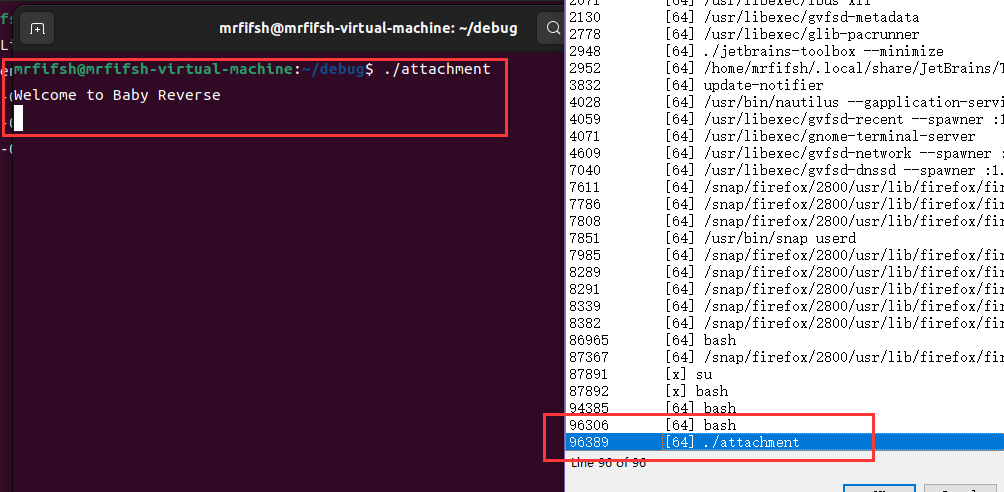 mrfifsh@mrfifsh-virtual-machine: ~/debug
mrfifsh@mrfifsh-virtual-machine:~/debug$ ./attachment
Welcome to Baby Reverse
2071 [64] /usr/libexec/ibus-x11
2130 [64] /usr/libexec/gvfsd-metadata
2778 [64] /usr/libexec/glib-pacrunner
2948 [64] ./jetbrains-toolbox --minimize
2952 [64] /home/mrfifsh/.local/share/JetBrains/T
3832 [64] update-notifier
4028 [64] /usr/bin/nautilus --gapplication-servi
4059 [64] /usr/libexec/gvfsd-recent --spawner :1
4071 [64] /usr/libexec/gnome-terminal-server
4609 [64] /usr/libexec/gvfsd-network --spawner :
7040 [64] /usr/libexec/gvfsd-dnssd --spawner :1.
7611 [64] /snap/firefox/2800/usr/lib/firefox/fir
7786 [64] /snap/firefox/2800/usr/lib/firefox/fir
7808 [64] /snap/firefox/2800/usr/lib/firefox/fir
7851 [64] /usr/bin/snap userd
7985 [64] /snap/firefox/2800/usr/lib/firefox/fir
8289 [64] /snap/firefox/2800/usr/lib/firefox/fir
8291 [64] /snap/firefox/2800/usr/lib/firefox/fir
8339 [64] /snap/firefox/2800/usr/lib/firefox/fir
8382 [64] /snap/firefox/2800/usr/lib/firefox/fir
86965 [64] bash
87367 [64] /snap/firefox/2800/usr/lib/firefox/fir
87891 [x] su
87892 [x] bash
94385 [64] bash
96306 [64] bash
96389 [64] ./attachment
Line 96 of 96